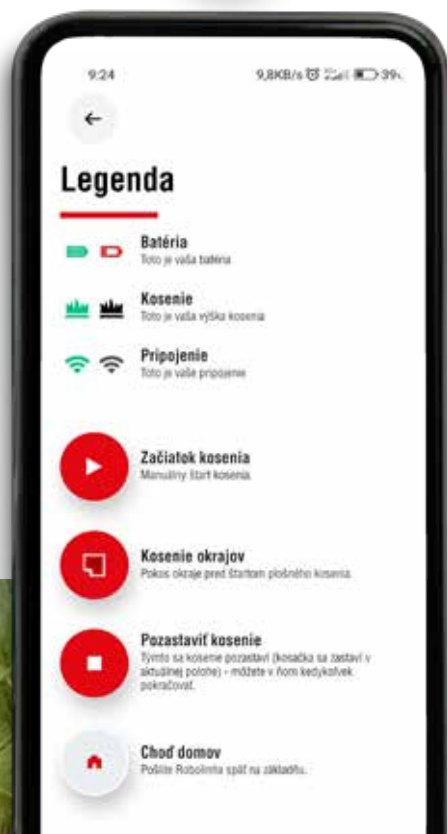 9:24 9,8KB/s 39
Legenda
Batéria
Toto je vaša batéria
Kosenie
Toto je vaša výška kosenia
Pripojenie
Toto je vaše pripojenie
Začiatok kosenia
Manuálny štart kosenia.
Kosenie okrajov
Pokos okraje pred štartom plošného kosenia.
Pozastaviť kosenie
Týmto sa kosenie pozastaví (kosačka sa zastaví v
aktuálnej polohe) - môžete v ňom kedykoľvek
pokračovať.
Choď domov
Pošlite Robolinha späť na základňu.